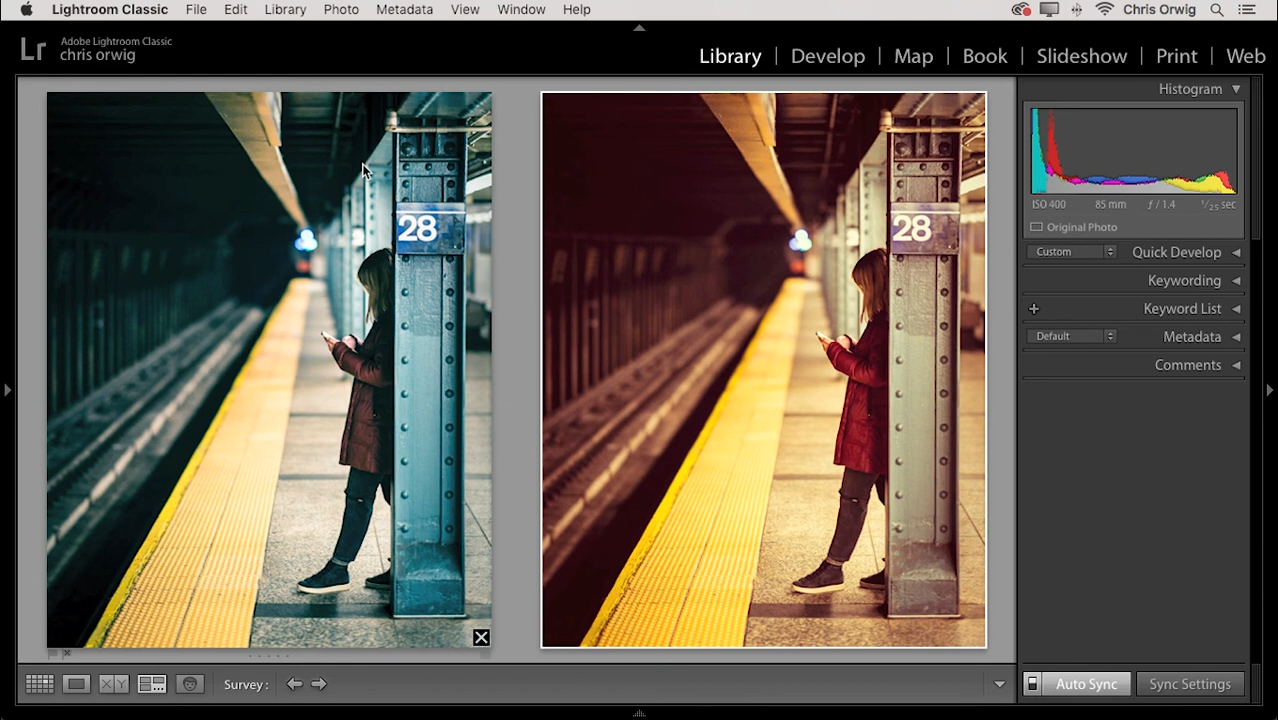 Lightroom Classic File Edit Library Photo Metadata View Window Help Chris Orwig
Lr Adobe Lightroom Classic
chris orwig
Library | Develop | Map | Book | Slideshow | Print | Web
Histogram
ISO 400 85 mm ƒ / 1.4 1/25 sec
Original Photo
Custom Quick Develop
Keywording
+ Keyword List
Default Metadata
Comments
28
28
XY Survey :
Auto Sync Sync Settings